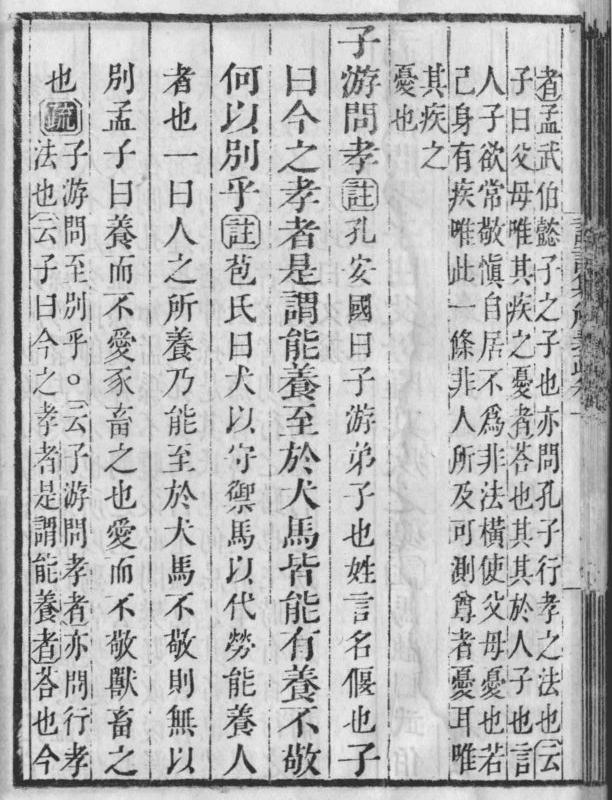 者孟武伯懿子之子也亦問孔子行孝之法也云
子曰父母唯其疾之憂者荅也其其於人子也言
人子欲常敬慎自居不爲非法橫使父母憂也若
己身有疾唯此一條非人所及可測尊者憂耳唯
其疾之
憂也
子游問孝註孔安國曰子游弟子也姓言名偃也子
曰今之孝者是謂能養至於犬馬皆能有養不敬
何以別乎註苞氏曰犬以守禦馬以代勞能養人
者也一曰人之所養乃能至於犬馬不敬則無以
別孟子曰養而不愛豕畜之也愛而不敬獸畜之
也疏子游問至別乎○云子游問孝者亦問行孝
法也云子曰今之孝者是謂能養者荅也今